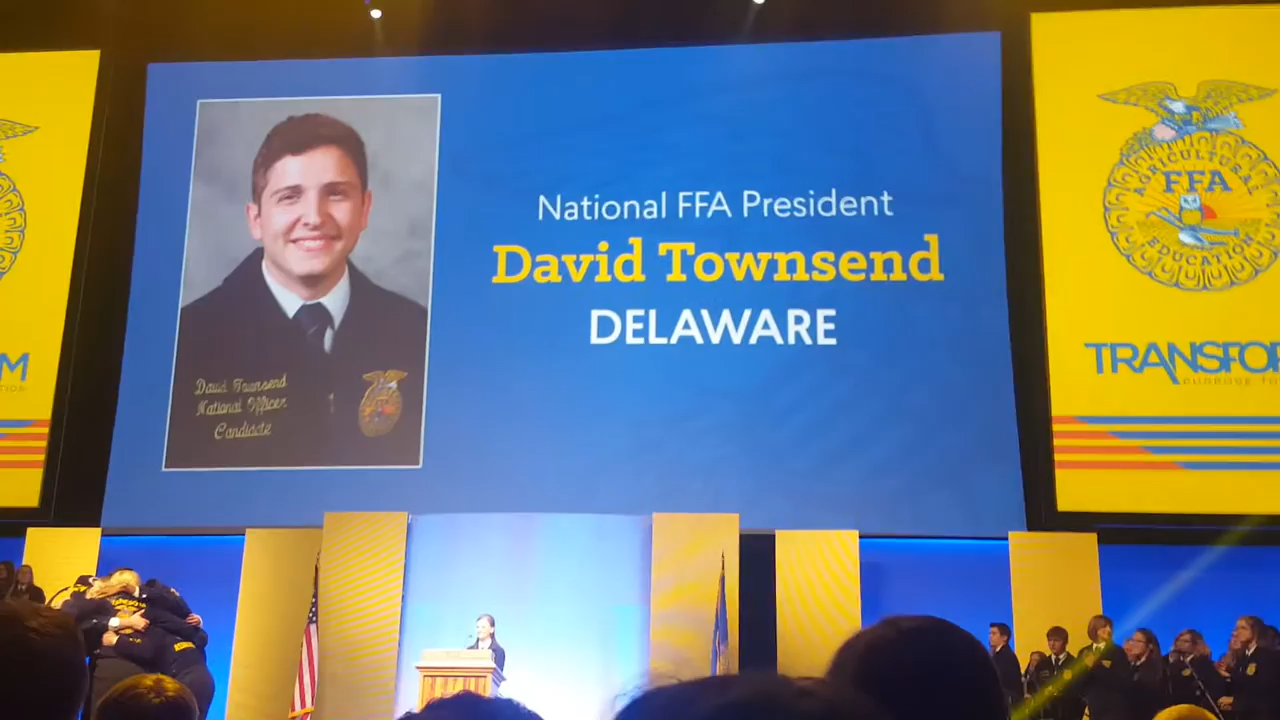 National FFA President
David Townsend
DELAWARE
David Townsend
National Officer
Candidate
AGRICULTURAL
FFA
EDUCATION
TRANSFOR
M